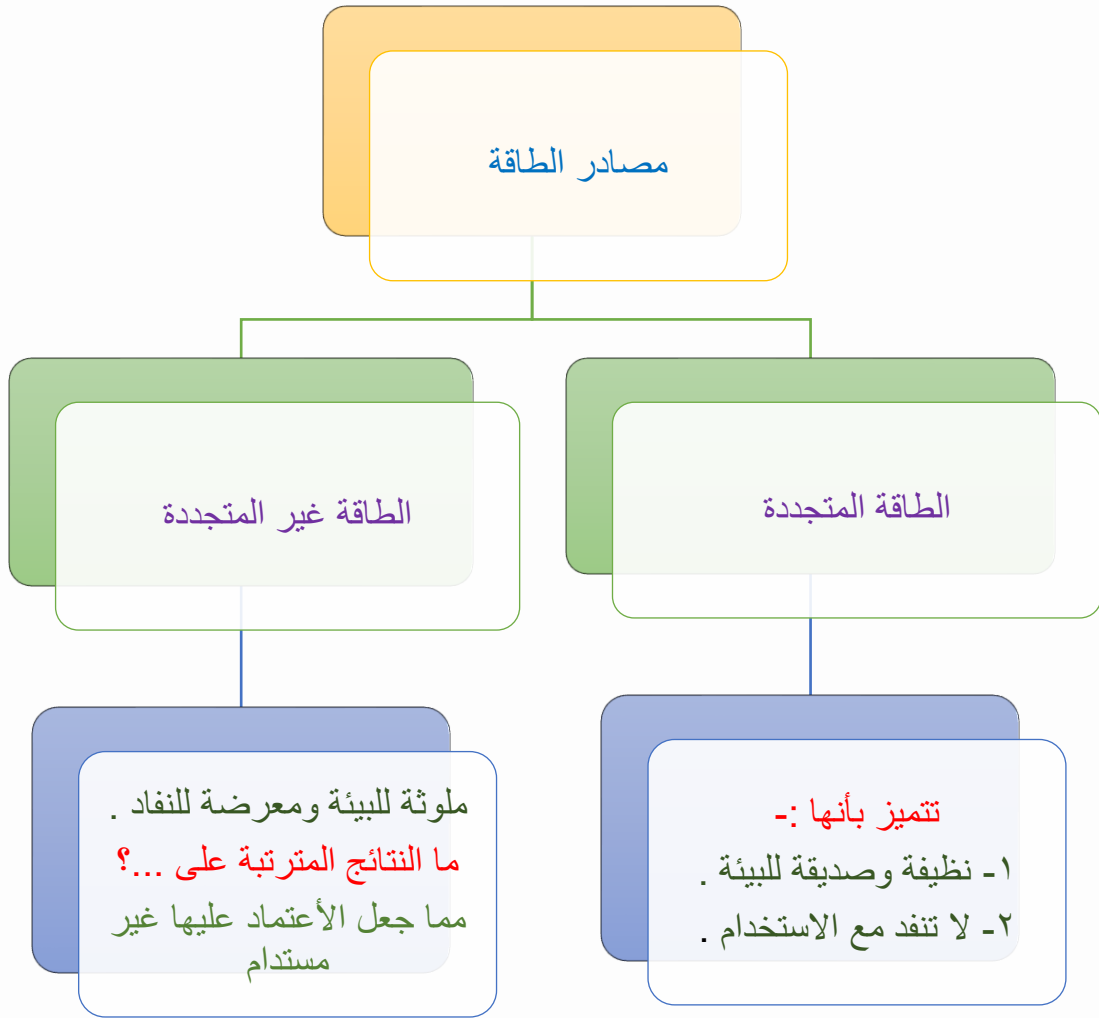 مصادر الطاقة
الطاقة المتجددة
الطاقة غير المتجددة
تتميز بأنها :-
١- نظيفة وصديقة للبيئة .
٢- لا تنفد مع الاستخدام .
ملوثة للبيئة ومعرضة للنفاد .
ما النتائج المترتبة على ...؟
مما جعل الأعتماد عليها غير
مستدام